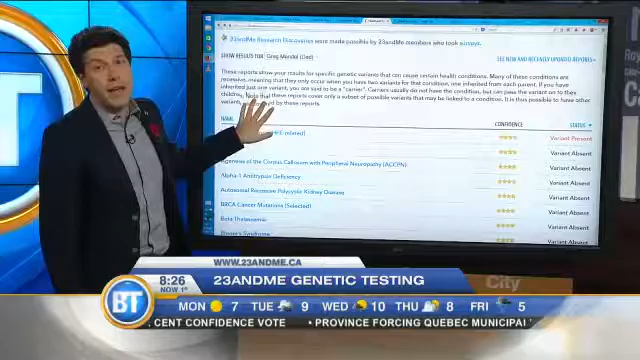 23andMe Research Discoveries were made possible by 23andMe members who took surveys.
SHOW RESULTS FOR Greg Mendel (Dad)
SEE NEW AND RECENTLY UPDATED REPORTS
These reports show your results for specific genetic variants that can cause certain health conditions. Many of these conditions are
recessive, meaning that they only occur when you have two variants for that condition, one inherited from each parent. If you have
inherited just one variant, you are said to be a "carrier". Carriers usually do not have the condition, but can pass the variant on to their
children. Note that these reports cover only a subset of possible variants that may be linked to a condition. It is thus possible to have other
by these reports.
NAME CONFIDENCE STATUS
Variant Present
Variant Absent
Agenesis of the Corpus Callosum with Peripheral Neuropathy (ACCPN) Variant Absent
Alpha-1 Antitrypsin Deficiency Variant Absent
Autosomal Recessive Polycystic Kidney Disease Variant Absent
BRCA Cancer Mutations (Selected) Variant Absent
Beta Thalassemia Variant Absent
Bloom's Syndrome Variant Absent
WWW.23ANDME.CA
8:26
NOW 1°
23ANDME GENETIC TESTING
City
BT
MON 7 TUE 9 WED 10 THU 8 FRI 5
CENT CONFIDENCE VOTE • PROVINCE FORCING QUEBEC MUNICIPAL